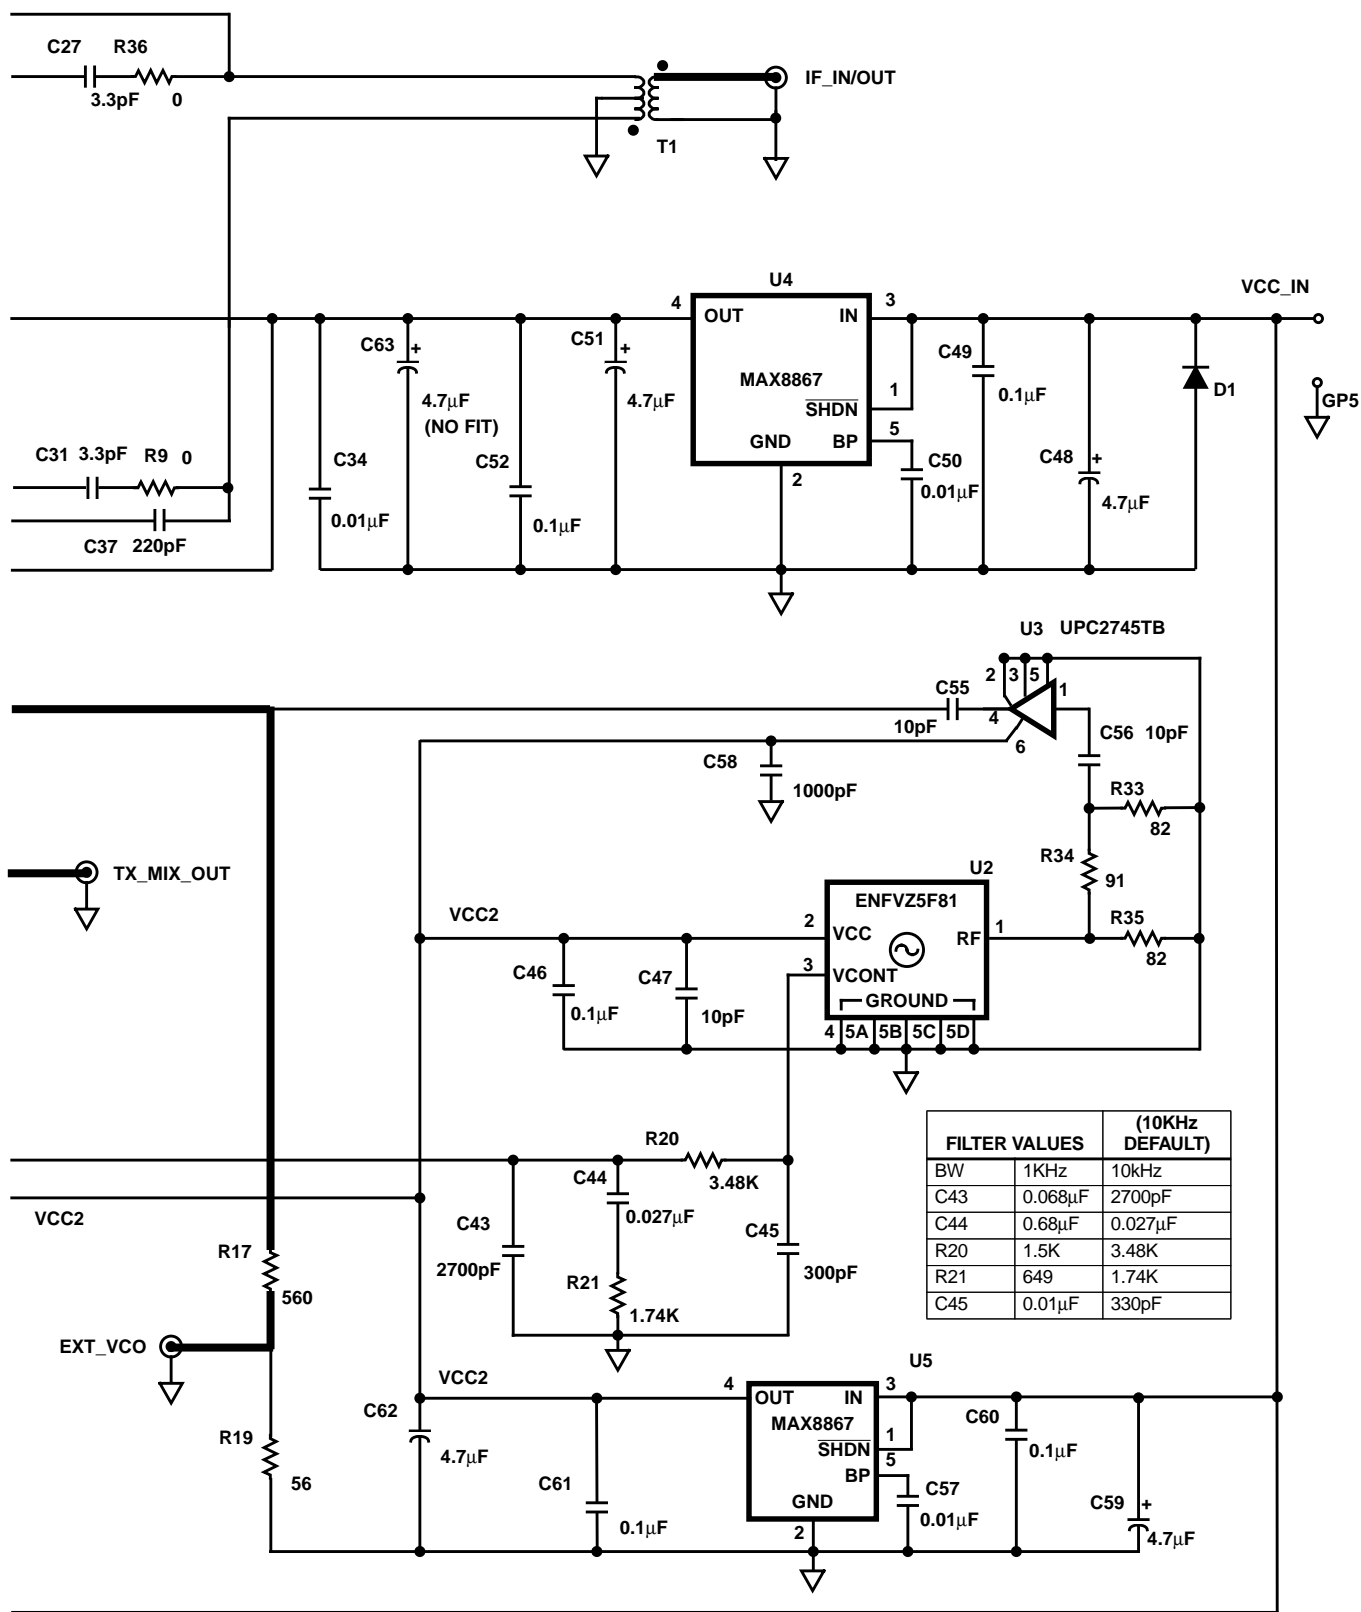 C27 R36
3.3pF 0
IF_IN/OUT
T1
U4
VCC_IN
4 OUT IN 3
C63 +
4.7µF
(NO FIT)
C51 +
4.7µF
MAX8867
SHDN 1
GND BP 5
2
C49
0.1µF
D1
GP5
C31 3.3pF R9 0
C34
0.01µF
C52
0.1µF
C50
0.01µF
C48 +
4.7µF
C37 220pF
U3 UPC2745TB
2 3 5 1
C55
10pF
4
6
C56 10pF
C58
1000pF
R33
82
R34
91
TX_MIX_OUT
U2
ENFVZ5F81
VCC2
2 VCC
RF 1
R35
82
3 VCONT
C46
0.1µF
C47
10pF
GROUND
4 5A 5B 5C 5D
FILTER VALUES (10KHz DEFAULT)
BW 1KHz 10kHz
C43 0.068µF 2700pF
C44 0.68µF 0.027µF
R20 1.5K 3.48K
R21 649 1.74K
C45 0.01µF 330pF
R20
3.48K
C44
0.027µF
VCC2
C43
2700pF
C45
300pF
R17
560
R21
1.74K
EXT_VCO
U5
VCC2
4 OUT IN 3
MAX8867
SHDN 1
BP 5
GND
2
C62
4.7µF
C60
0.1µF
R19
56
C61
0.1µF
C57
0.01µF
C59 +
4.7µF